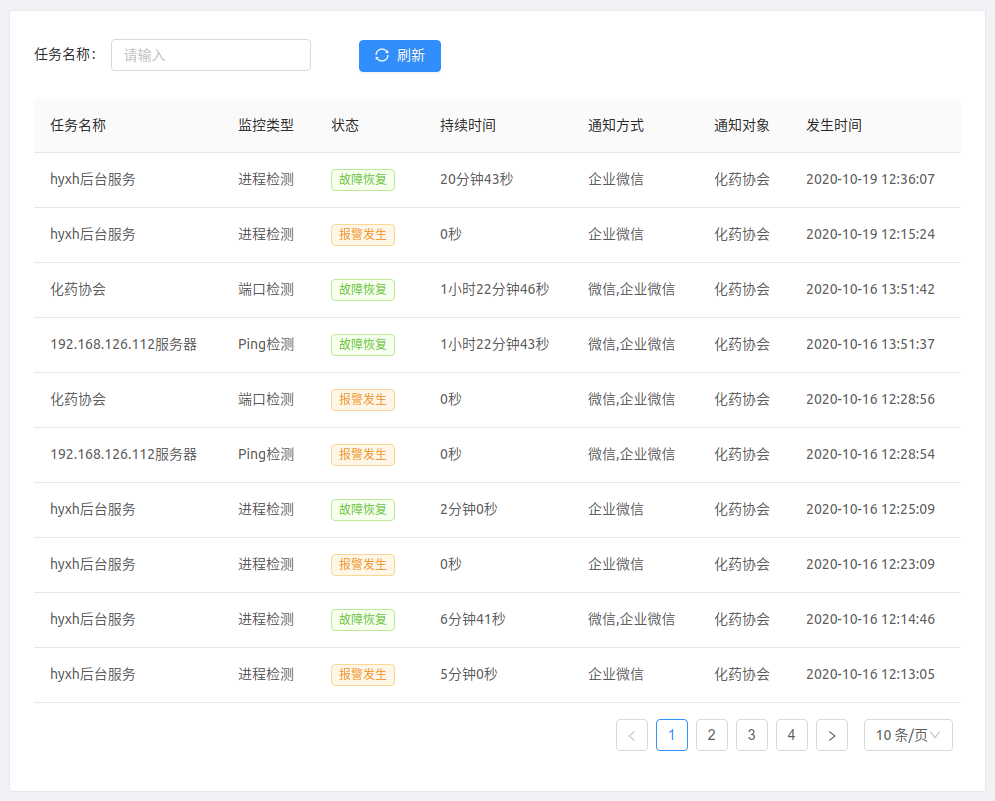 任务名称： 请输入 刷新
任务名称 监控类型 状态 持续时间 通知方式 通知对象 发生时间
hyxh后台服务 进程检测 故障恢复 20分钟43秒 企业微信 化药协会 2020-10-19 12:36:07
hyxh后台服务 进程检测 报警发生 0秒 企业微信 化药协会 2020-10-19 12:15:24
化药协会 端口检测 故障恢复 1小时22分钟46秒 微信,企业微信 化药协会 2020-10-16 13:51:42
192.168.126.112服务器 Ping检测 故障恢复 1小时22分钟43秒 微信,企业微信 化药协会 2020-10-16 13:51:37
化药协会 端口检测 报警发生 0秒 微信,企业微信 化药协会 2020-10-16 12:28:56
192.168.126.112服务器 Ping检测 报警发生 0秒 微信,企业微信 化药协会 2020-10-16 12:28:54
hyxh后台服务 进程检测 故障恢复 2分钟0秒 企业微信 化药协会 2020-10-16 12:25:09
hyxh后台服务 进程检测 报警发生 0秒 企业微信 化药协会 2020-10-16 12:23:09
hyxh后台服务 进程检测 故障恢复 6分钟41秒 微信,企业微信 化药协会 2020-10-16 12:14:46
hyxh后台服务 进程检测 报警发生 5分钟0秒 企业微信 化药协会 2020-10-16 12:13:05
< 1 2 3 4 > 10 条/页